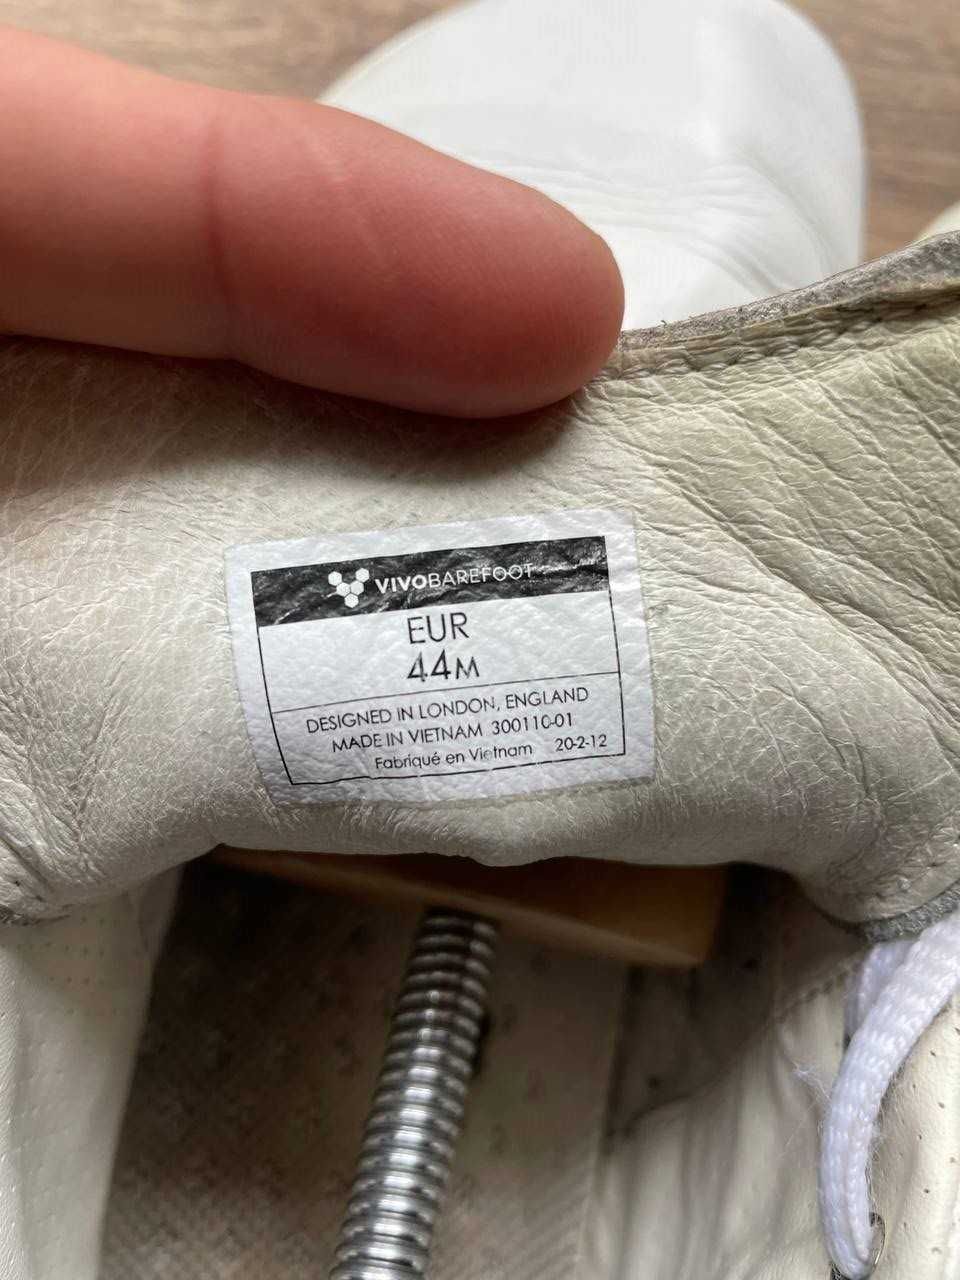 VIVOBAREFOOT
EUR
44M
DESIGNED IN LONDON, ENGLAND
MADE IN VIETNAM 300110-01
Fabriqué en Vietnam 20-2-12